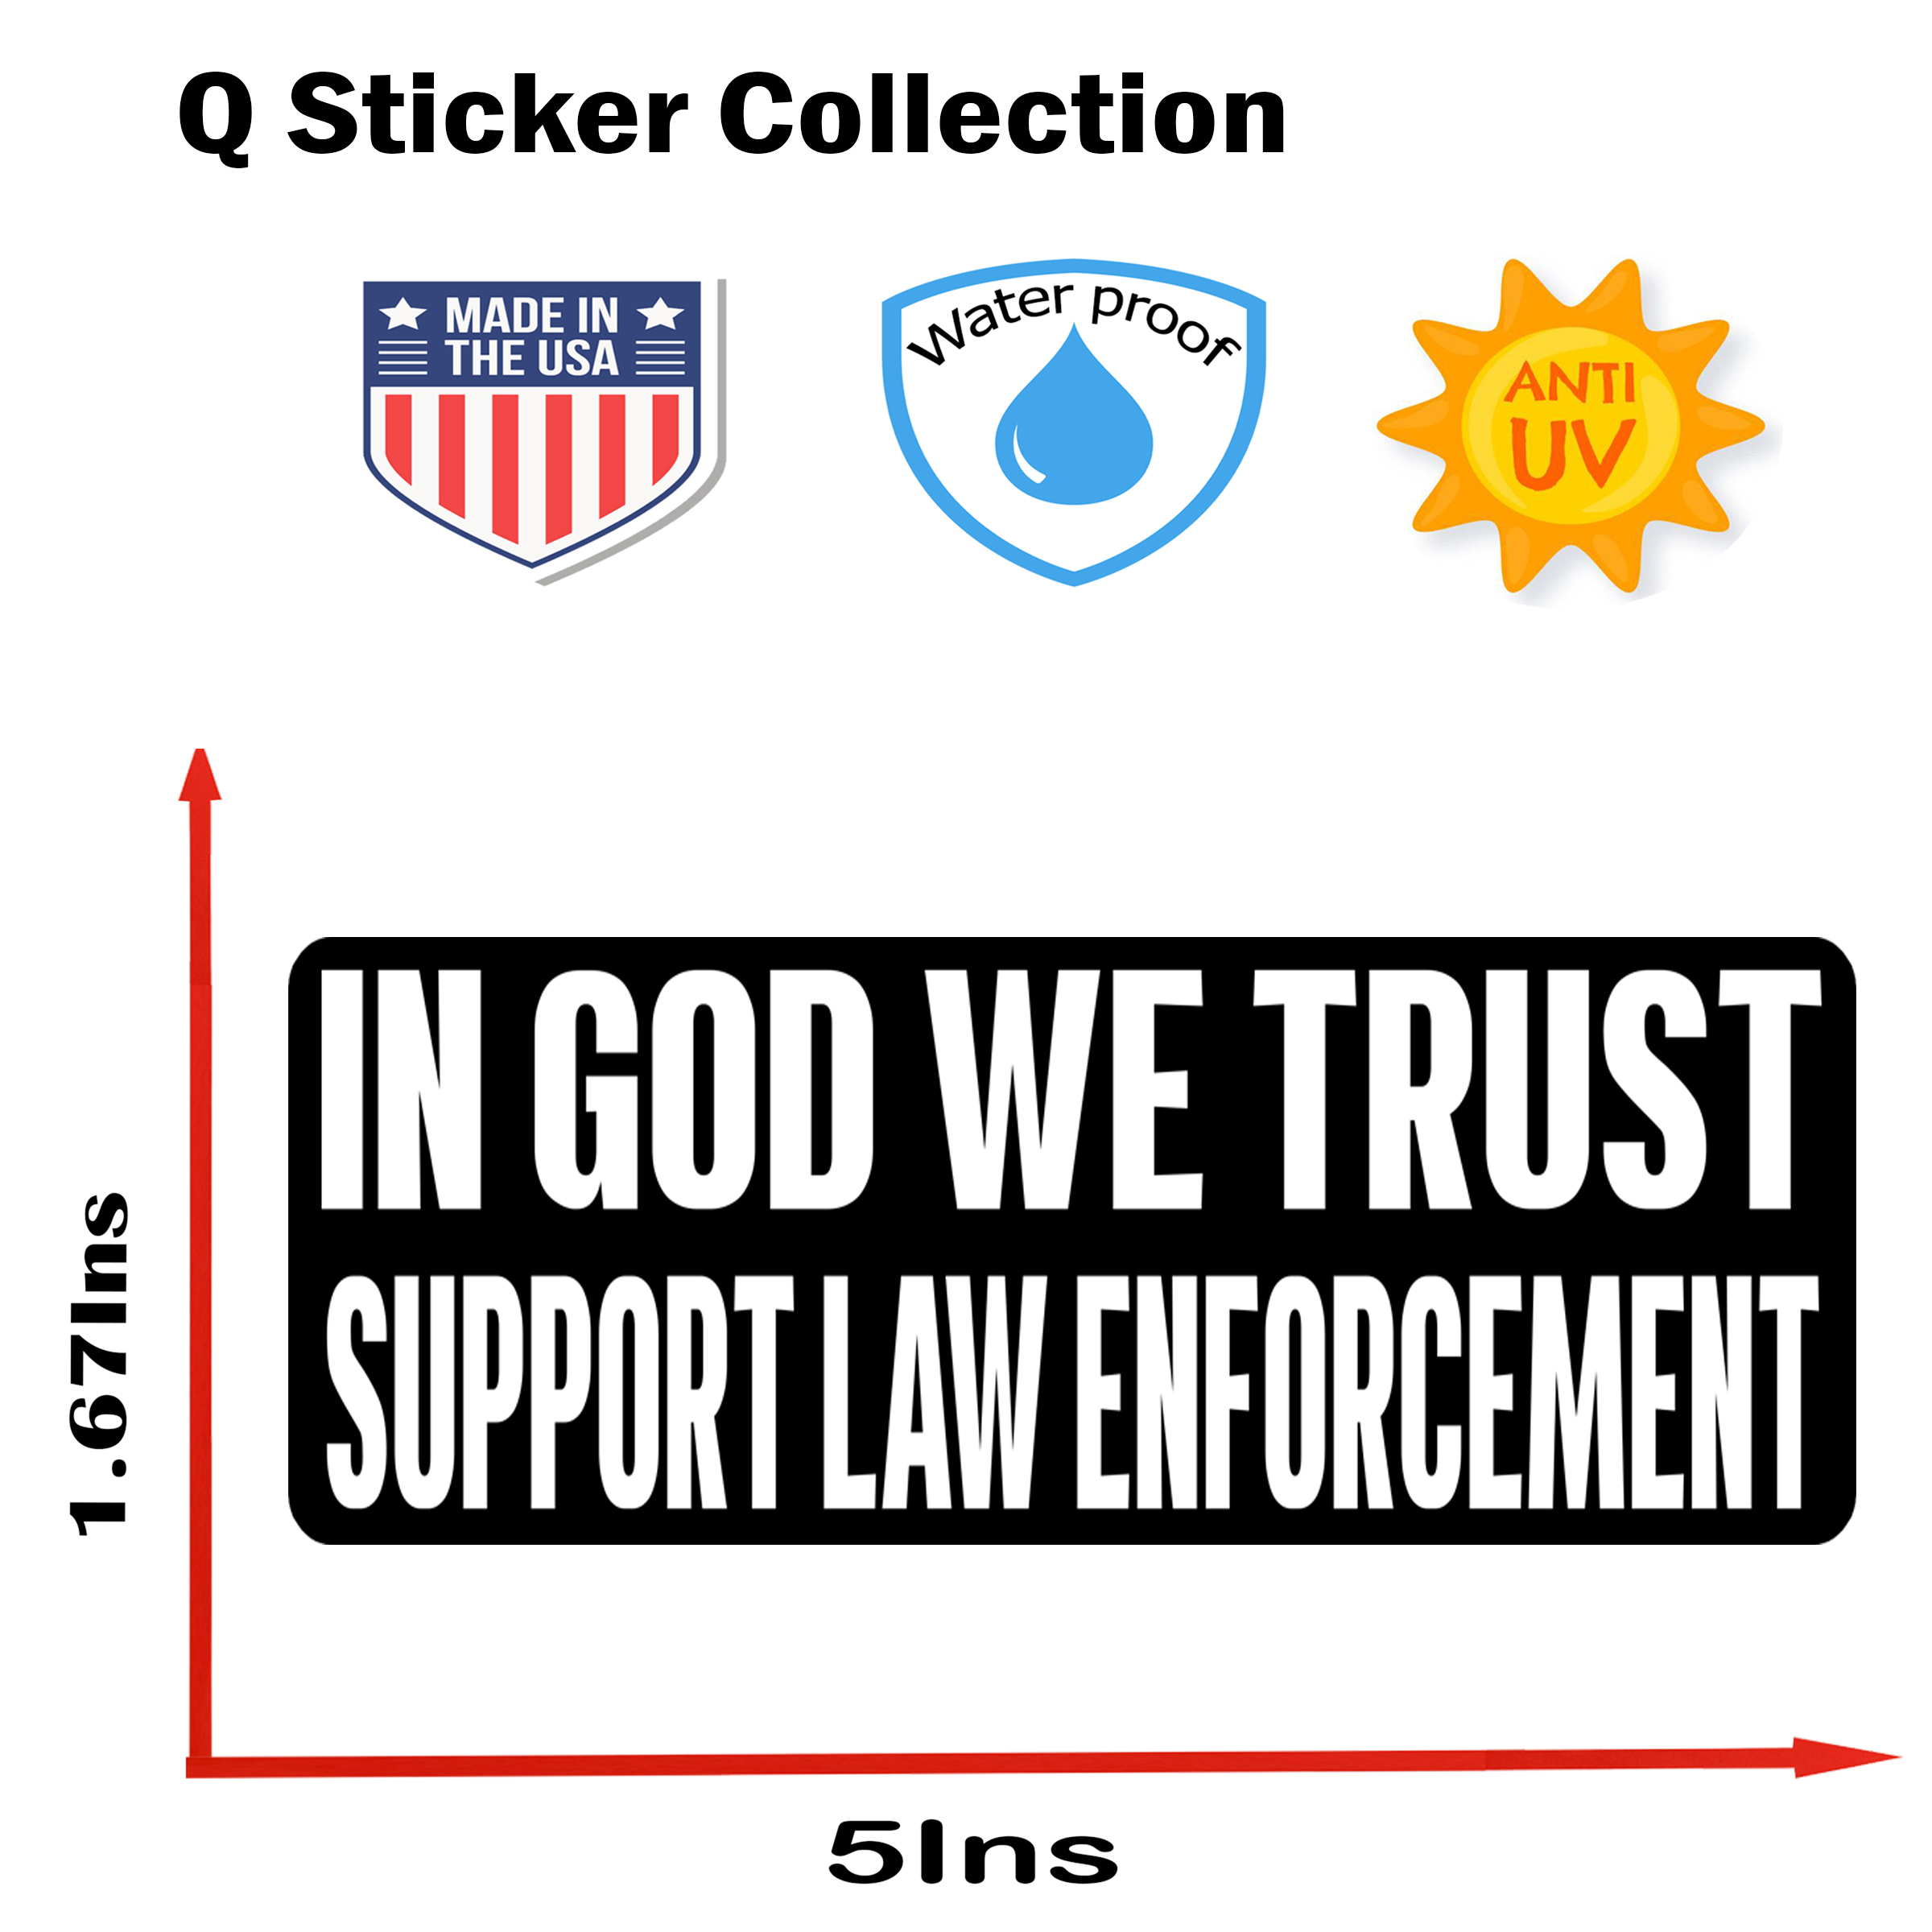 Q Sticker Collection
MADE IN
THE USA
Water proof
ANTI
UV
IN GOD WE TRUST
SUPPORT LAW ENFORCEMENT
1.67Ins
5Ins